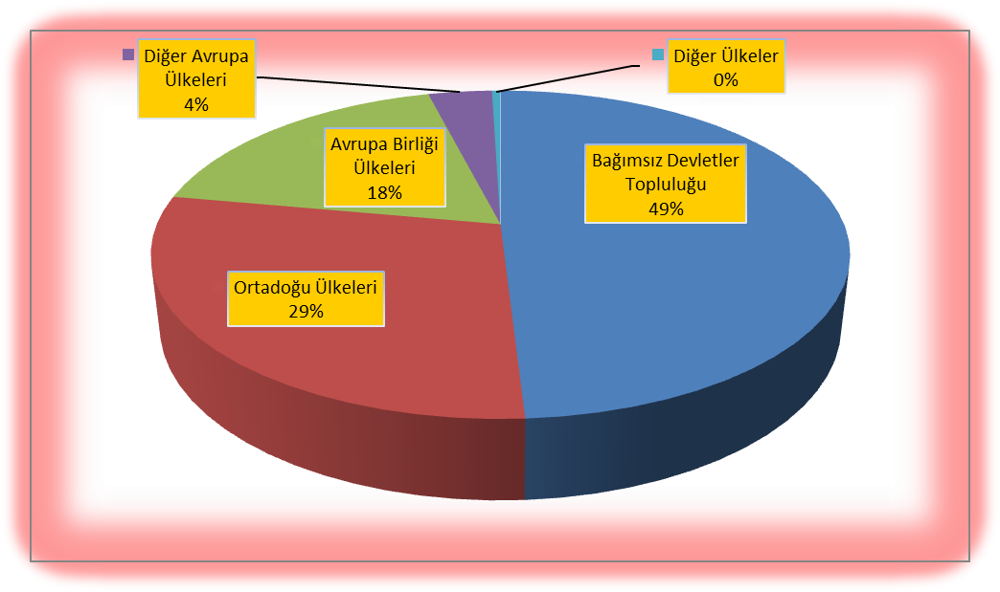 Diğer Avrupa
Ülkeleri
4%
Diğer Ülkeler
0%
Avrupa Birliği
Ülkeleri
18%
Bağımsız Devletler
Topluluğu
49%
Ortadoğu Ülkeleri
29%